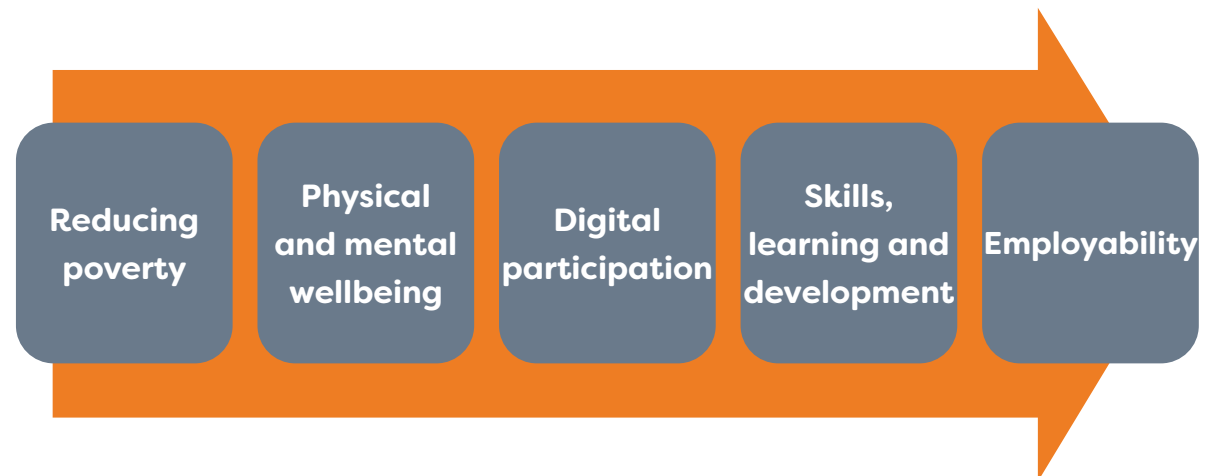 Reducing
poverty
Physical
and mental
wellbeing
Digital
participation
Skills,
learning and
development
Employability